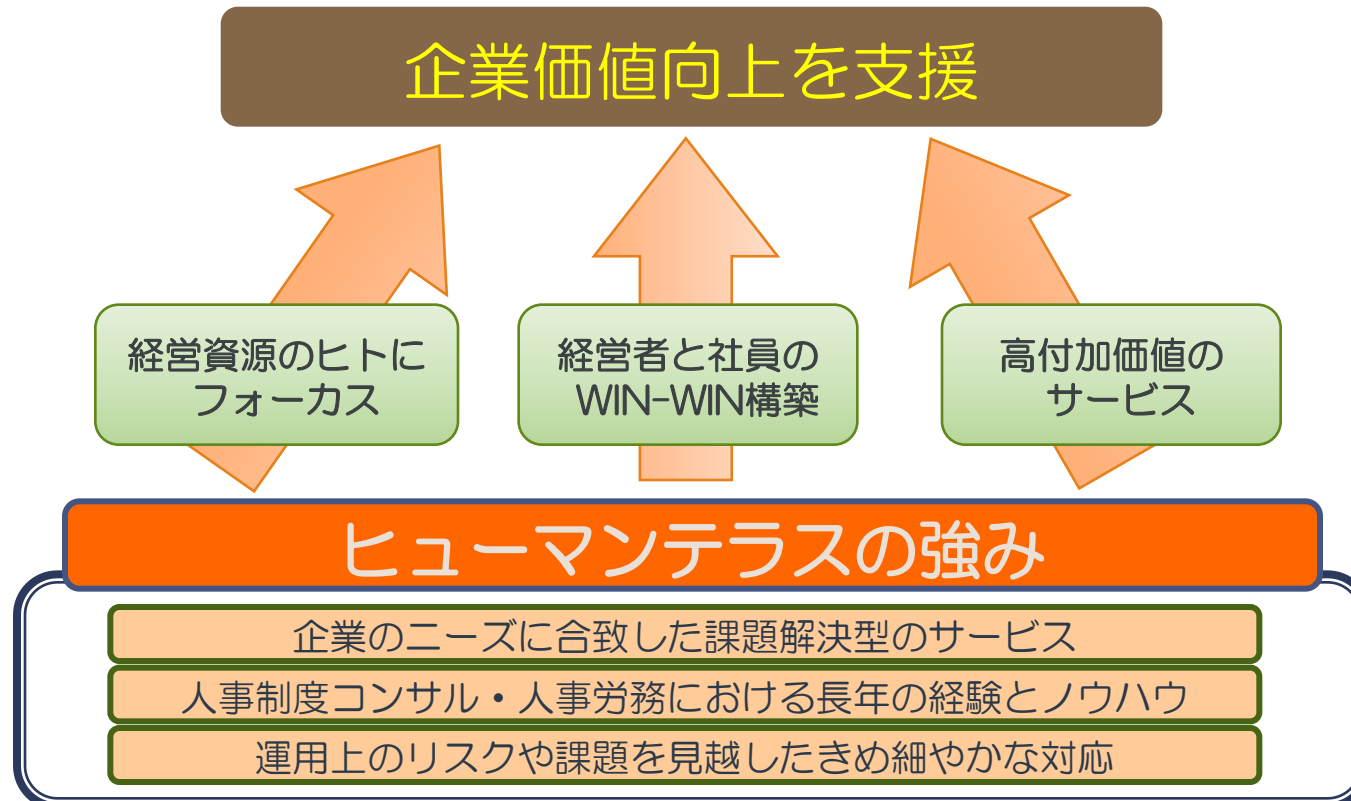 企業価値向上を支援
経営資源のヒトに
フォーカス
経営者と社員の
WIN-WIN構築
高付加価値の
サービス
ヒューマンテラスの強み
企業のニーズに合致した課題解決型のサービス
人事制度コンサル・人事労務における長年の経験とノウハウ
運用上のリスクや課題を見越したきめ細やかな対応